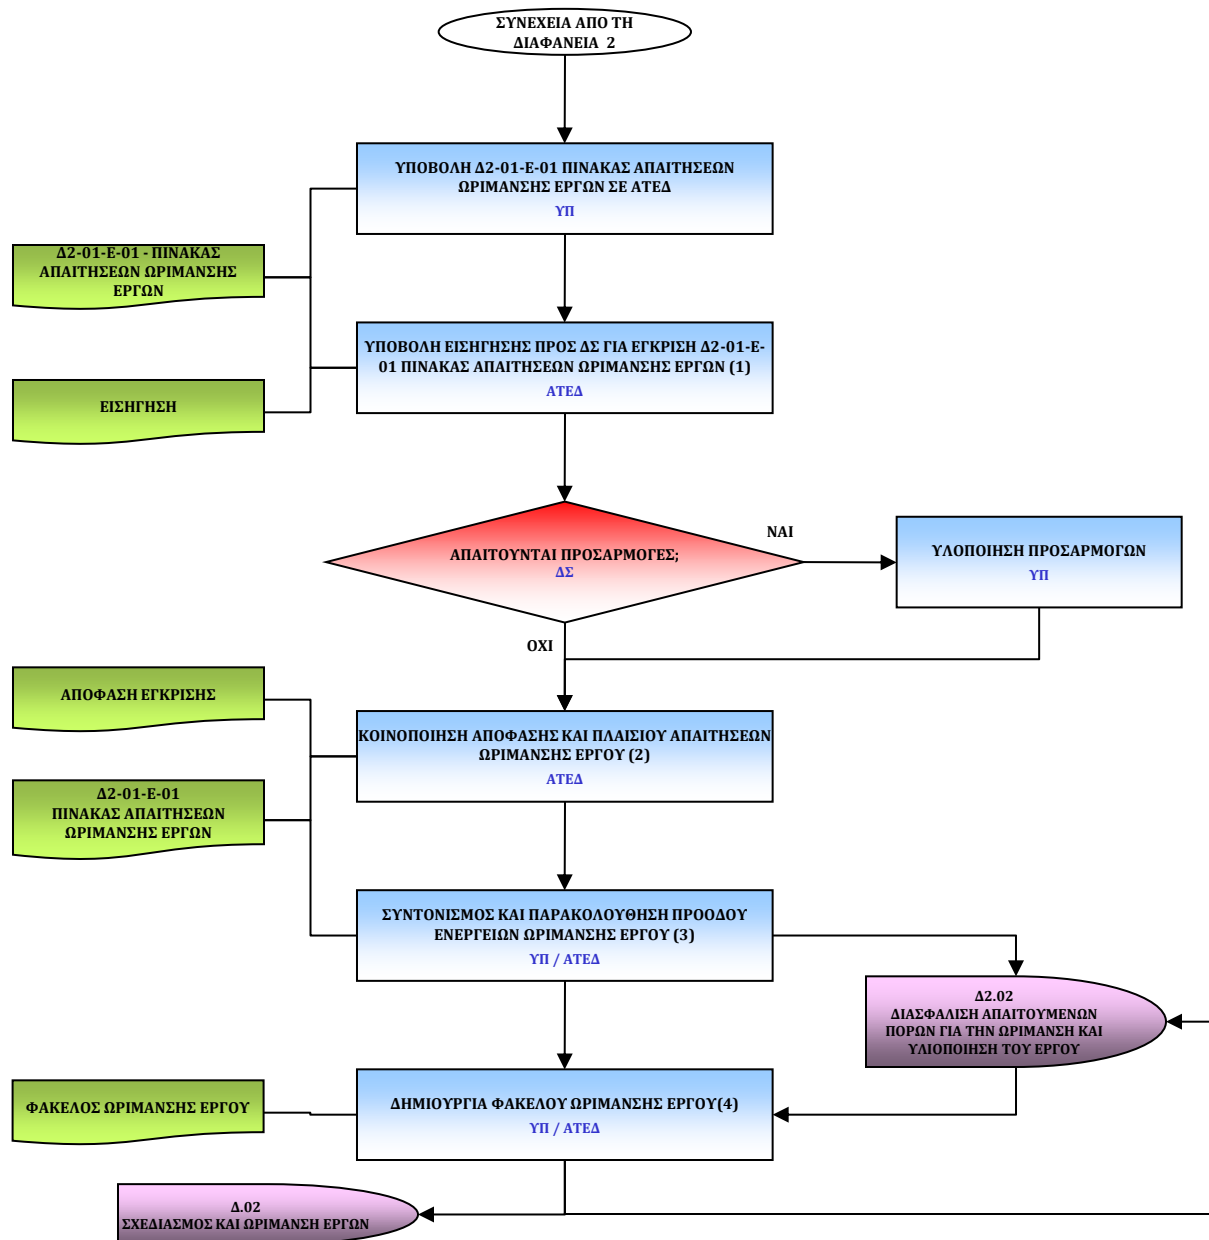 ΣΥΝΕΧΕΙΑ ΑΠΟ ΤΗ
ΔΙΑΦΑΝΕΙΑ 2
ΥΠΟΒΟΛΗ Δ2-01-Ε-01 ΠΙΝΑΚΑΣ ΑΠΑΙΤΗΣΕΩΝ
ΩΡΙΜΑΝΣΗΣ ΕΡΓΩΝ ΣΕ ΑΤΕΔ
ΥΠ
Δ2-01-Ε-01 - ΠΙΝΑΚΑΣ
ΑΠΑΙΤΗΣΕΩΝ ΩΡΙΜΑΝΣΗΣ
ΕΡΓΩΝ
ΥΠΟΒΟΛΗ ΕΙΣΗΓΗΣΗΣ ΠΡΟΣ ΔΣ ΓΙΑ ΕΓΚΡΙΣΗ Δ2-01-Ε-
01 ΠΙΝΑΚΑΣ ΑΠΑΙΤΗΣΕΩΝ ΩΡΙΜΑΝΣΗΣ ΕΡΓΩΝ (1)
ΑΤΕΔ
ΕΙΣΗΓΗΣΗ
ΑΠΑΙΤΟΥΝΤΑΙ ΠΡΟΣΑΡΜΟΓΕΣ;
ΔΣ
ΝΑΙ
ΥΛΟΠΟΙΗΣΗ ΠΡΟΣΑΡΜΟΓΩΝ
ΥΠ
ΟΧΙ
ΑΠΟΦΑΣΗ ΕΓΚΡΙΣΗΣ
ΚΟΙΝΟΠΟΙΗΣΗ ΑΠΟΦΑΣΗΣ ΚΑΙ ΠΛΑΙΣΙΟΥ ΑΠΑΙΤΗΣΕΩΝ
ΩΡΙΜΑΝΣΗΣ ΕΡΓΟΥ (2)
ΑΤΕΔ
Δ2-01-Ε-01
ΠΙΝΑΚΑΣ ΑΠΑΙΤΗΣΕΩΝ
ΩΡΙΜΑΝΣΗΣ ΕΡΓΩΝ
ΣΥΝΤΟΝΙΣΜΟΣ ΚΑΙ ΠΑΡΑΚΟΛΟΥΘΗΣΗ ΠΡΟΟΔΟΥ
ΕΝΕΡΓΕΙΩΝ ΩΡΙΜΑΝΣΗΣ ΕΡΓΟΥ (3)
ΥΠ / ΑΤΕΔ
Δ2.02
ΔΙΑΣΦΑΛΙΣΗ ΑΠΑΙΤΟΥΜΕΝΩΝ
ΠΟΡΩΝ ΓΙΑ ΤΗΝ ΩΡΙΜΑΝΣΗ ΚΑΙ
ΥΛΙΟΠΟΙΗΣΗ ΤΟΥ ΕΡΓΟΥ
ΦΑΚΕΛΟΣ ΩΡΙΜΑΝΣΗΣ ΕΡΓΟΥ
ΔΗΜΙΟΥΡΓΙΑ ΦΑΚΕΛΟΥ ΩΡΙΜΑΝΣΗΣ ΕΡΓΟΥ(4)
ΥΠ / ΑΤΕΔ
Δ.02
ΣΧΕΔΙΑΣΜΟΣ ΚΑΙ ΩΡΙΜΑΝΣΗ ΕΡΓΩΝ